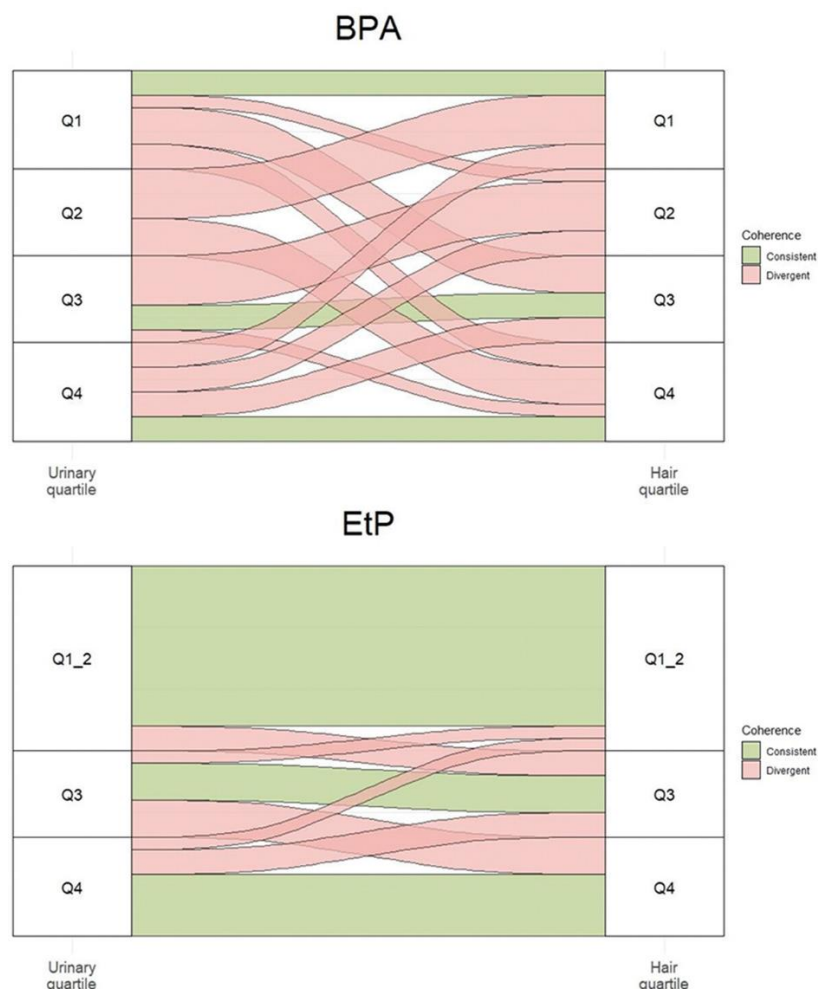 BPA
Q1
Q1
Q2
Q2
Q3
Q3
Q4
Q4
Coherence
Consistent
Divergent
Urinary
quartile
Hair
quartile
EtP
Q1_2
Q1_2
Q3
Q3
Q4
Q4
Coherence
Consistent
Divergent
Urinary
quartile
Hair
quartile